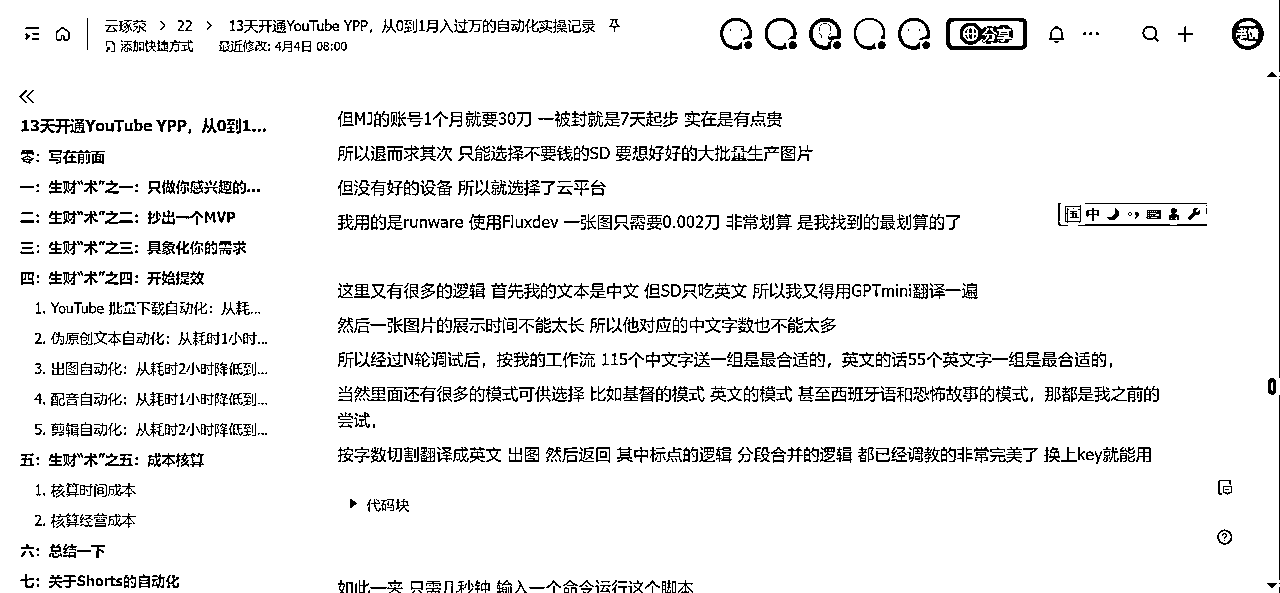 云琢荥 > 22 > 13天开通YouTube YPP，从0到1月入过万的自动化实操记录
添加快捷方式 最近修改: 4月4日 08:00
分享
13天开通YouTube YPP，从0到1...
零：写在前面
一：生财“术”之一：只做你感兴趣的...
二：生财“术”之二：抄出一个MVP
三：生财“术”之三：具象化你的需求
四：生财“术”之四：开始提效
1. YouTube 批量下载自动化：从耗...
2. 伪原创文本自动化：从耗时1小时...
3. 出图自动化：从耗时2小时降低到...
4. 配音自动化：从耗时1小时降低到...
5. 剪辑自动化：从耗时2小时降低到...
五：生财“术”之五：成本核算
1. 核算时间成本
2. 核算经营成本
六：总结一下
七：关于Shorts的自动化
但MJ的账号1个月就要30刀 一被封就是7天起步 实在是有点贵
所以退而求其次 只能选择不要钱的SD 要想好好的大批量生产图片
但没有好的设备 所以就选择了云平台
我用的是runware 使用Fluxdev 一张图只需要0.002刀 非常划算 是我找到的最划算的了
中
这里又有很多的逻辑 首先我的文本是中文 但SD只吃英文 所以我又得用GPTmini翻译一遍
然后一张图片的展示时间不能太长 所以他对应的中文字数也不能太多
所以经过N轮调试后，按我的工作流 115个中文字送一组是最合适的，英文的话55个英文字一组是最合适的，
当然里面还有很多的模式可供选择 比如基督的模式 英文的模式 甚至西班牙语和恐怖故事的模式，那都是我之前的
尝试，
按字数切割翻译成英文 出图 然后返回 其中标点的逻辑 分段合并的逻辑 都已经调教的非常完美了 换上key就能用
代码块
如此一来 只需几秒钟 输入一个命令运行这个脚本